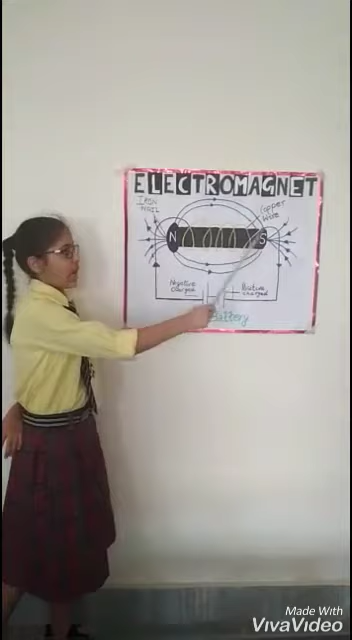 ELECTROMAGNET
IRON
NAIL
Copper
Wire
N
S
Negative
charged
Positive
charged
Battery
Made With
VivaVideo